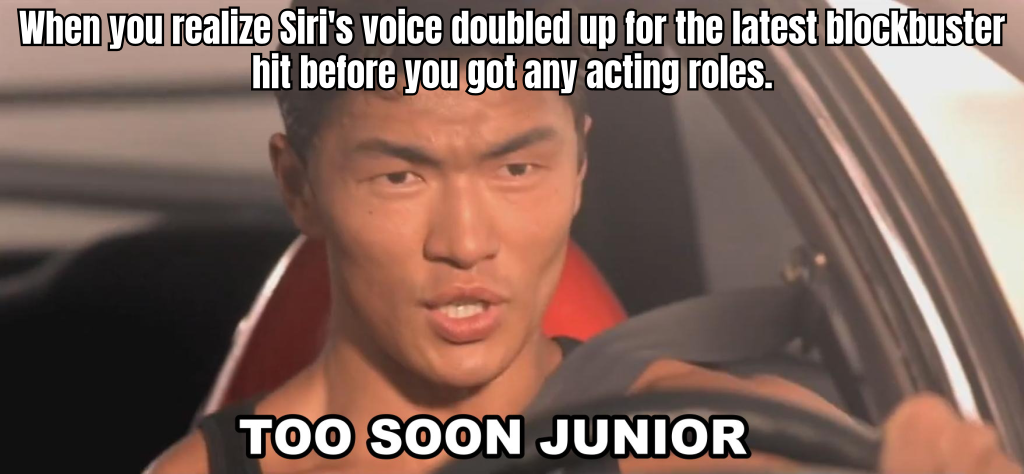 When you realize Siri's voice doubled up for the latest blockbuster
hit before you got any acting roles.
TOO SOON JUNIOR